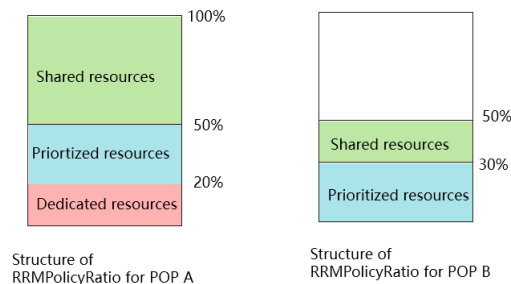 100%
Shared resources
50%
Priortized resources
20%
Dedicated resources
Structure of
RRMPolicyRatio for POP A
50%
Shared resources
30%
Prioritized resources
Structure of
RRMPolicyRatio for POP B